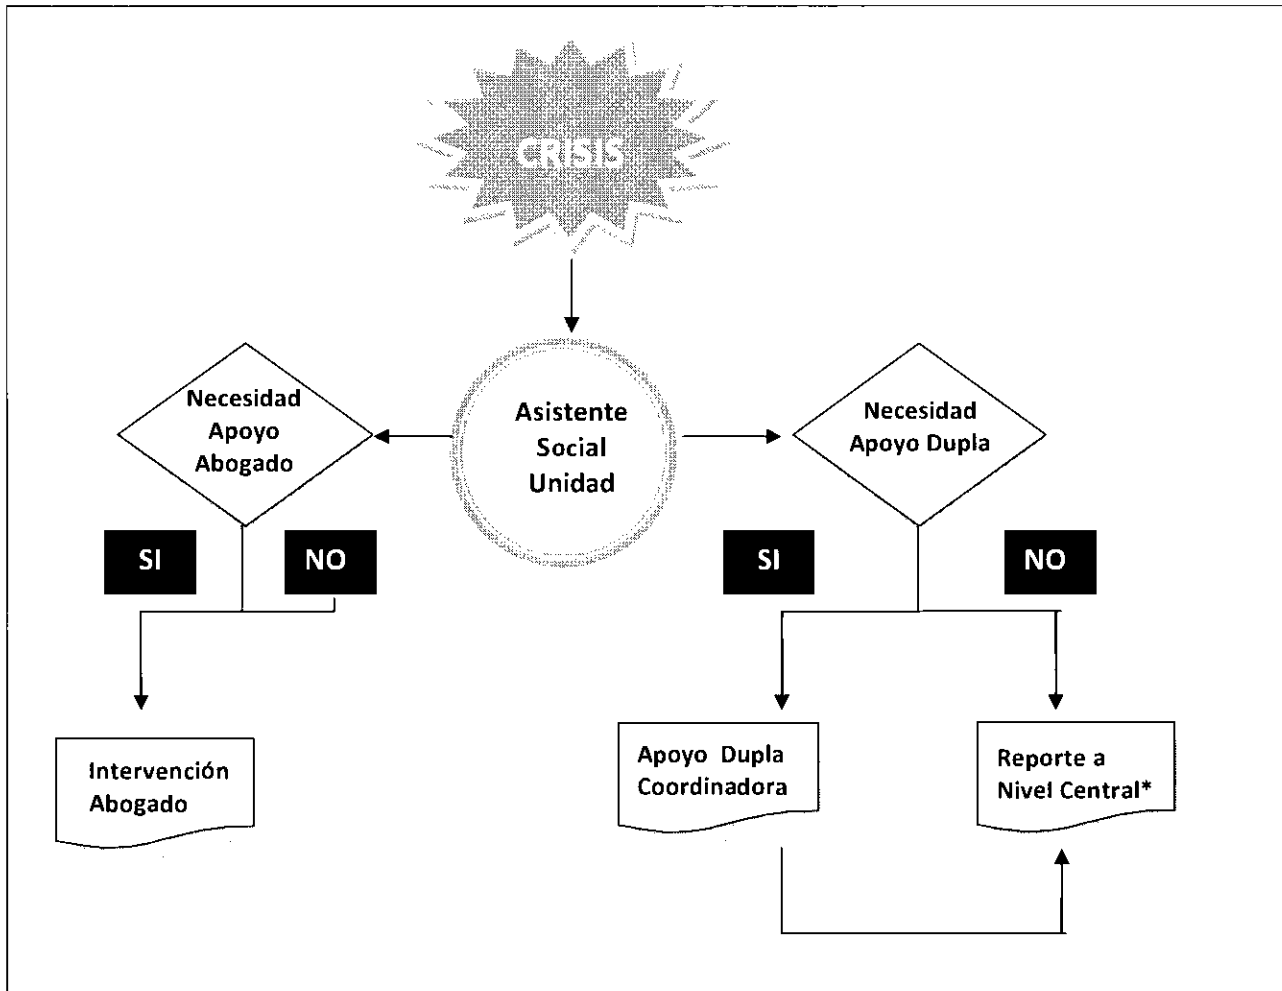 CRISIS
Necesidad
Apoyo
Abogado
Asistente
Social
Unidad
Necesidad
Apoyo Dupla
SI
NO
SI
NO
Intervención
Abogado
Apoyo Dupla
Coordinadora
Reporte a
Nivel Central*